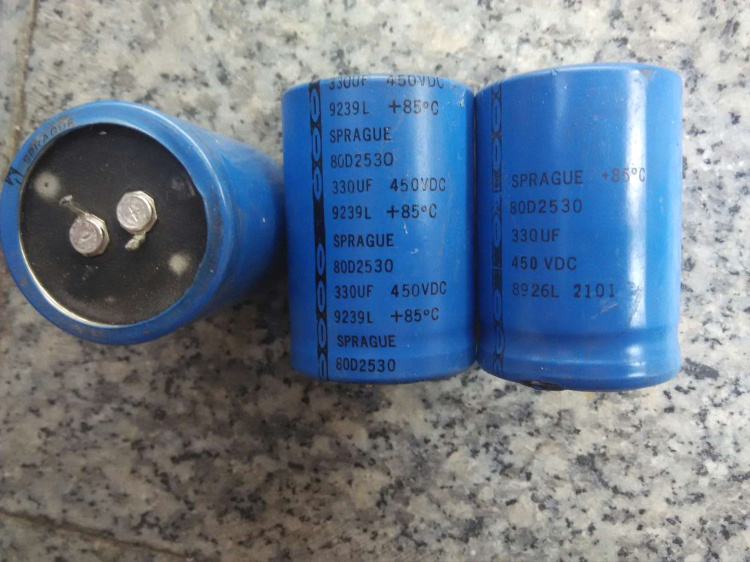 SPRAGUE
330UF 450VDC
9239L +85°C
SPRAGUE
80D2530
330UF 450VDC
9239L +85°C
SPRAGUE
80D2530
330UF 450VDC
9239L +85°C
SPRAGUE
80D2530
SPRAGUE +85°C
80D2530
330UF
450 VDC
8926L 2101